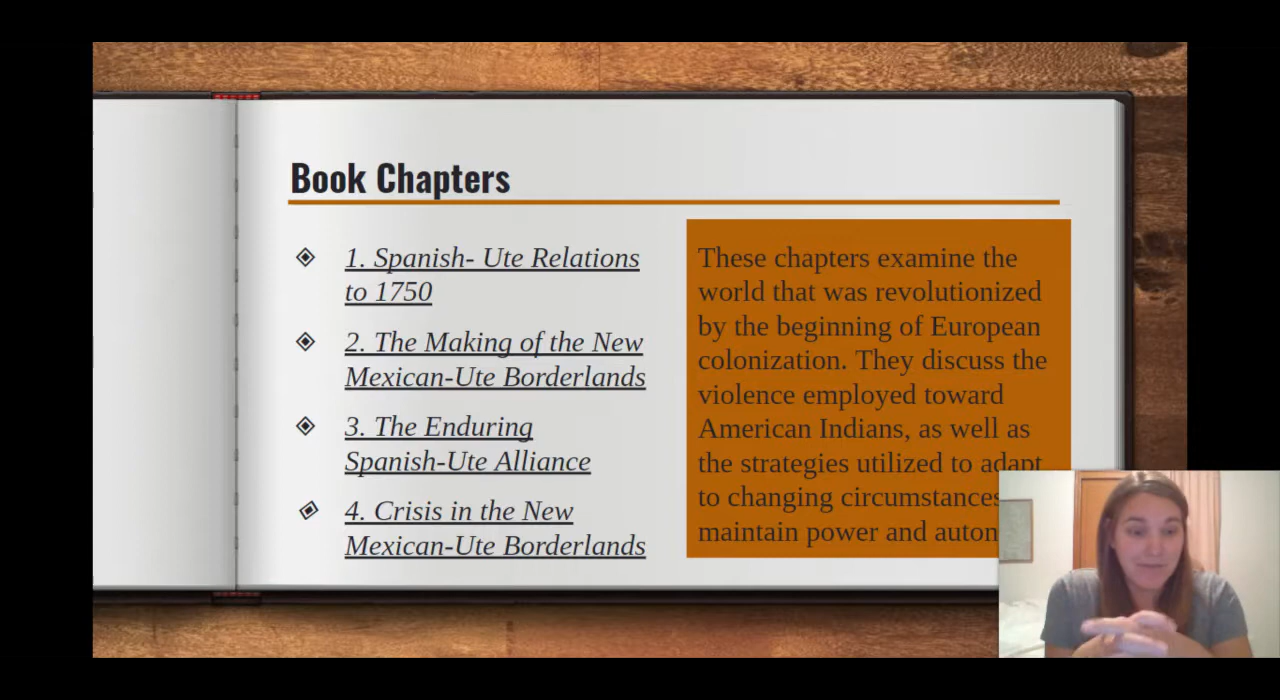 Book Chapters
1. Spanish- Ute Relations
to 1750
2. The Making of the New
Mexican-Ute Borderlands
3. The Enduring
Spanish-Ute Alliance
4. Crisis in the New
Mexican-Ute Borderlands
These chapters examine the
world that was revolutionized
by the beginning of European
colonization. They discuss the
violence employed toward
American Indians, as well as
the strategies utilized to adapt
to changing circumstances
maintain power and